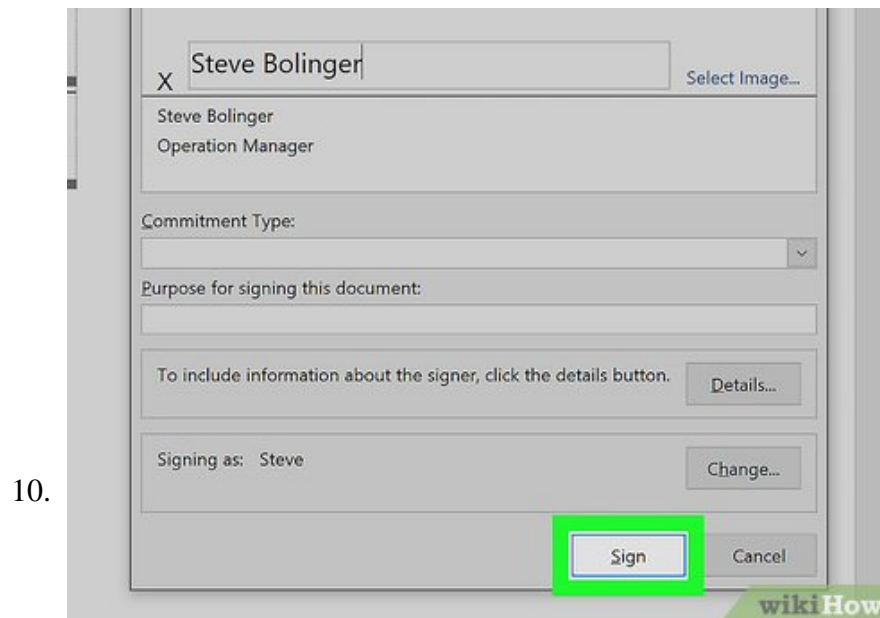 X Steve Bolinger
Select Image...
Steve Bolinger
Operation Manager
Commitment Type:
Purpose for signing this document:
To include information about the signer, click the details button.
Details...
Signing as: Steve
Change...
10.
Sign
Cancel
wikiHow